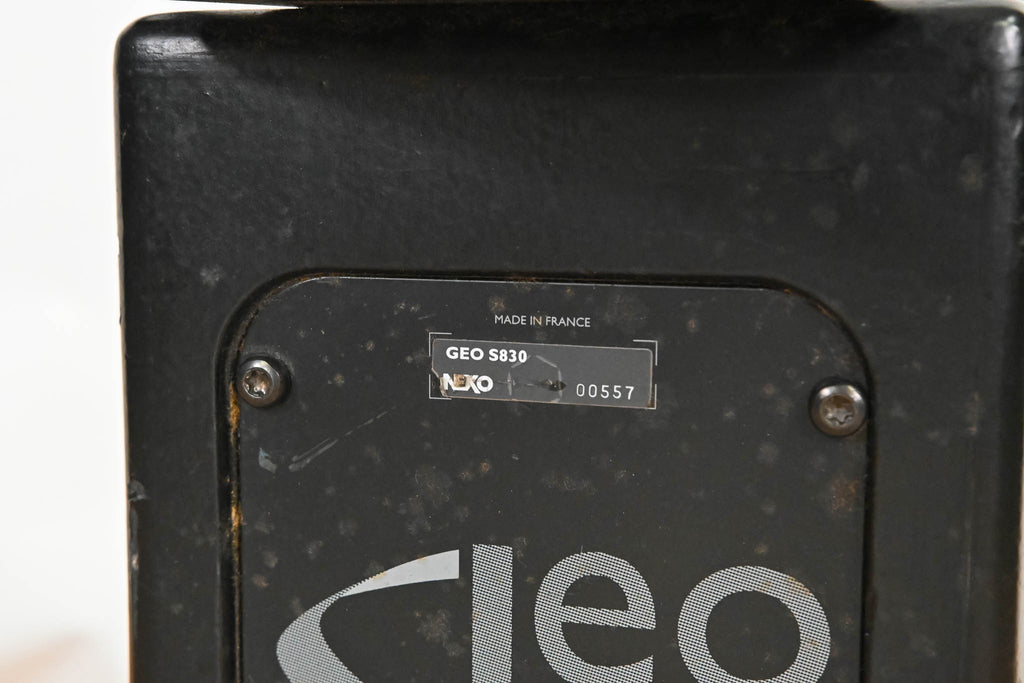 MADE IN FRANCE
GEO S830
NEXO
00557
Geo